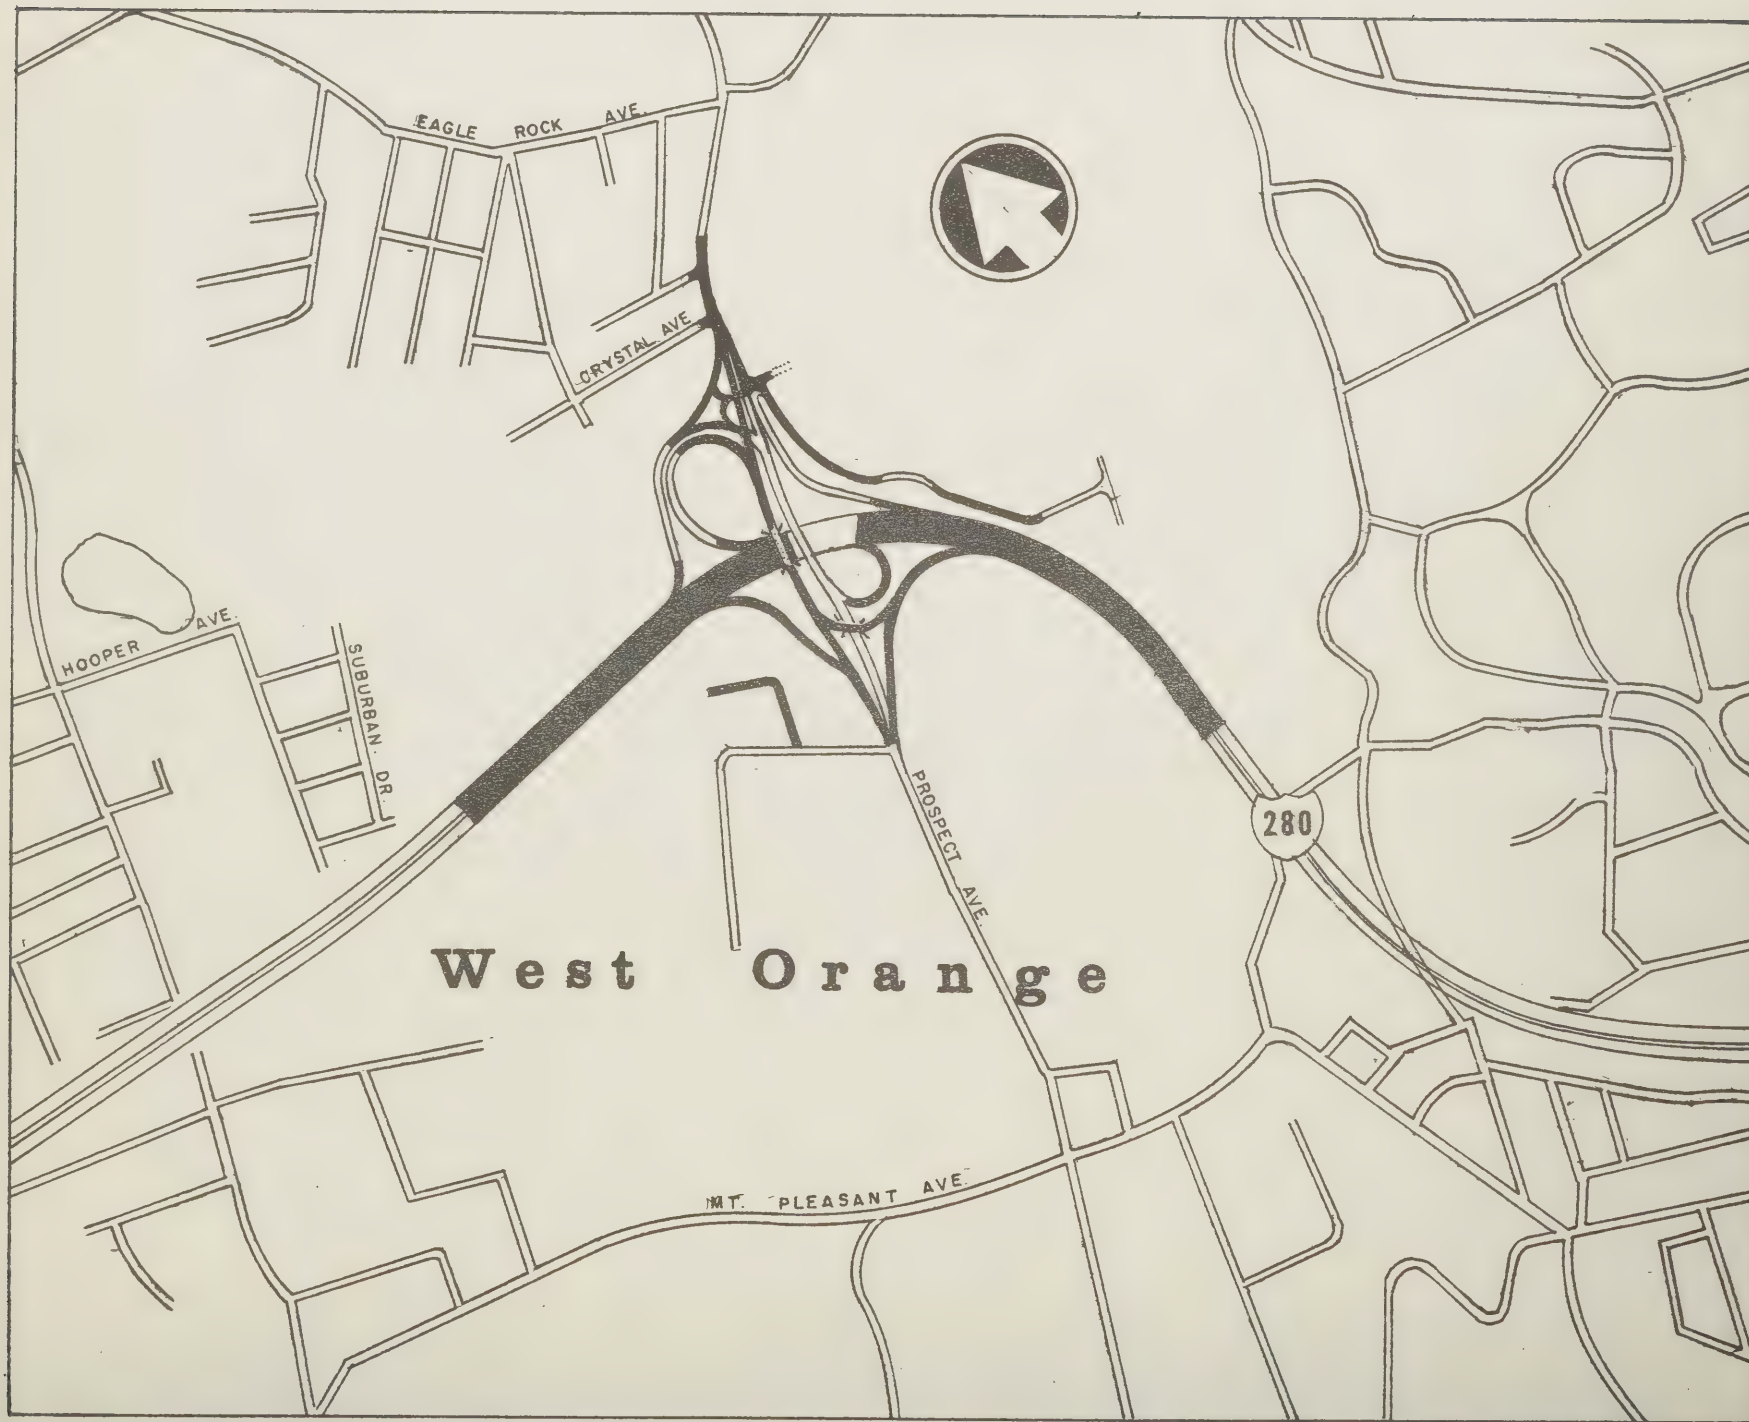 EAGLE ROCK AVE.
CRYSTAL AVE
HOOPER AVE.
SUBURBAN DR.
PROSPECT AVE.
280
West Orange
MT. PLEASANT AVE.